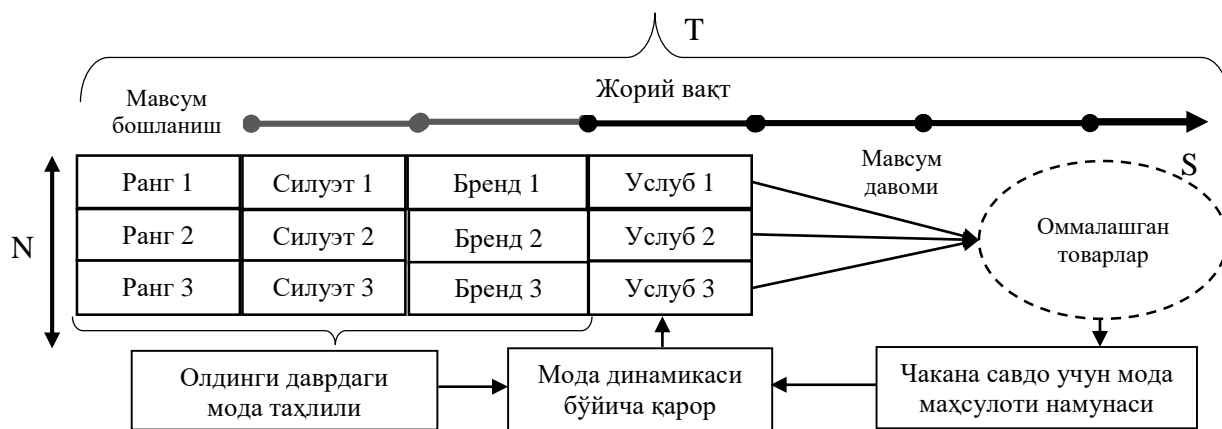 T
Мавсум
бошланиш
Жорий вақт
Мавсум
давоми
S
N
Ранг 1 Силуэт 1 Бренд 1 Услуб 1
Ранг 2 Силуэт 2 Бренд 2 Услуб 2
Ранг 3 Силуэт 3 Бренд 3 Услуб 3
Оммалашган
товарлар
Олдинги даврдаги
мода таҳлили
Мода динамикаси
бўйича қарор
Чакана савдо учун мода
маҳсулоти намунаси